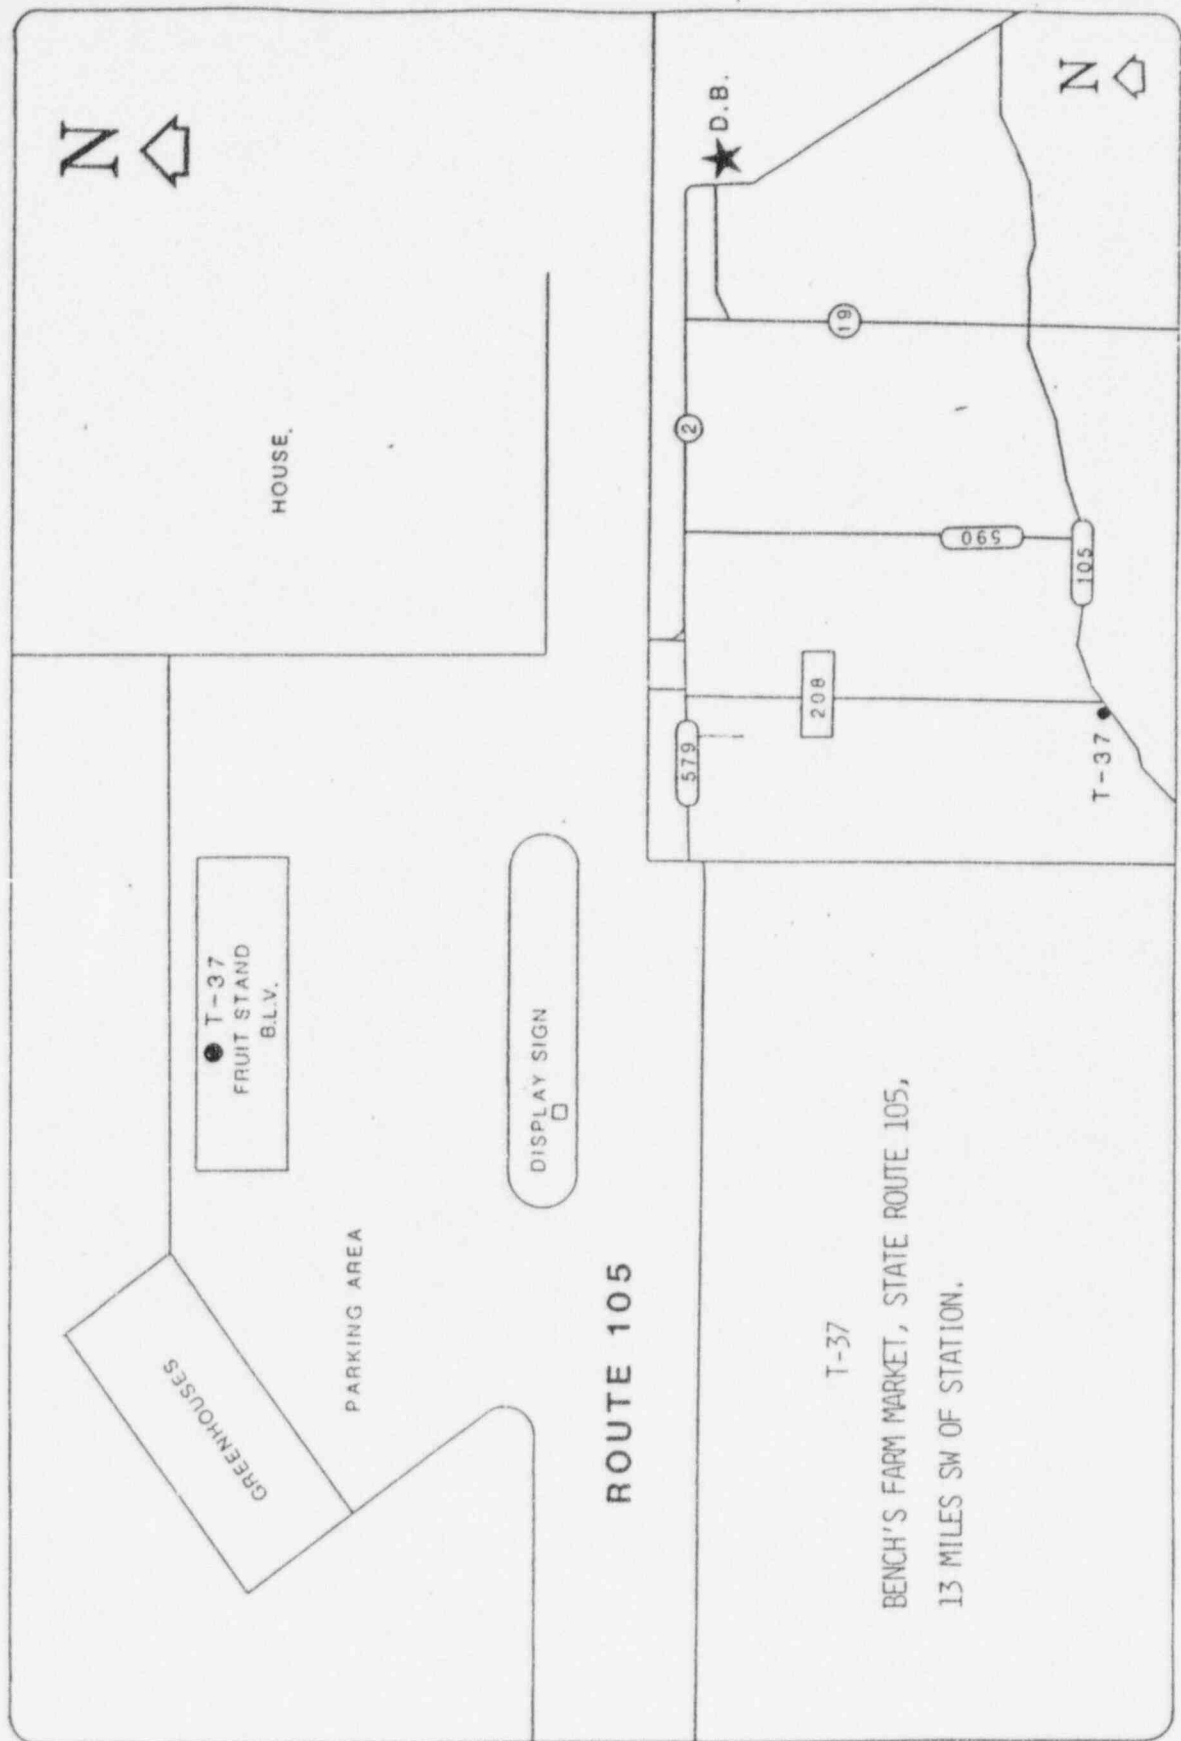 N
HOUSE.
T-37
FRUIT STAND
B.L.V.
GREENHOUSES
PARKING AREA
DISPLAY SIGN
ROUTE 105
T-37
BENCH'S FARM MARKET, STATE ROUTE 105,
13 MILES SW OF STATION.
N
D.B.
19
2
590
105
208
579
T-37